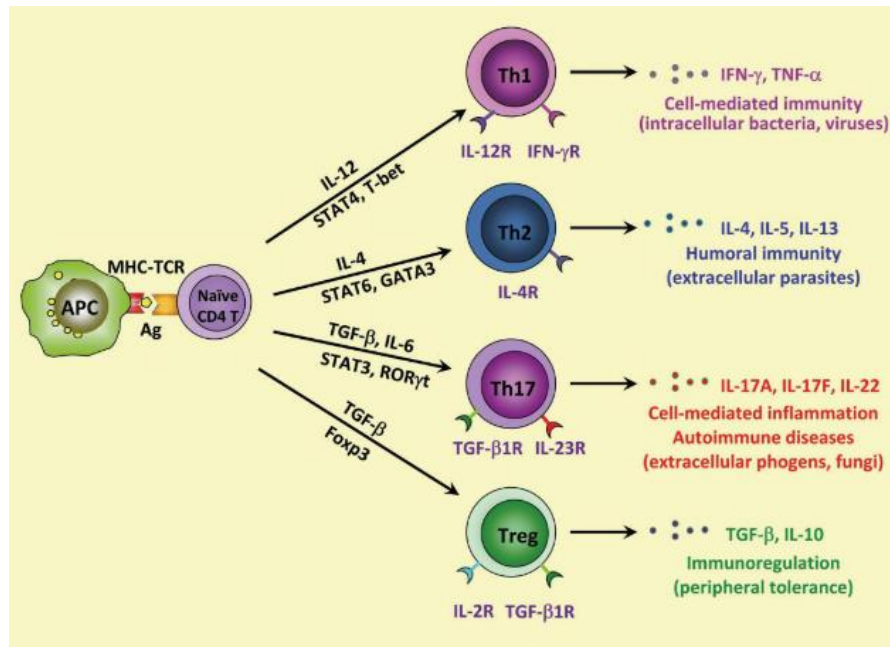 Th1
IL-12R IFN-γR
IFN-γ, TNF-α
Cell-mediated immunity
(intracellular bacteria, viruses)
IL-12
STAT4, T-bet
Th2
IL-4R
IL-4, IL-5, IL-13
Humoral immunity
(extracellular parasites)
IL-4
STAT6, GATA3
MHC-TCR
APC
Ag
Naïve
CD4 T
TGF-β, IL-6
STAT3, RORγt
Th17
TGF-β1R IL-23R
IL-17A, IL-17F, IL-22
Cell-mediated inflammation
Autoimmune diseases
(extracellular phogens, fungi)
TGF-β
Foxp3
Treg
IL-2R TGF-β1R
TGF-β, IL-10
Immunoregulation
(peripheral tolerance)